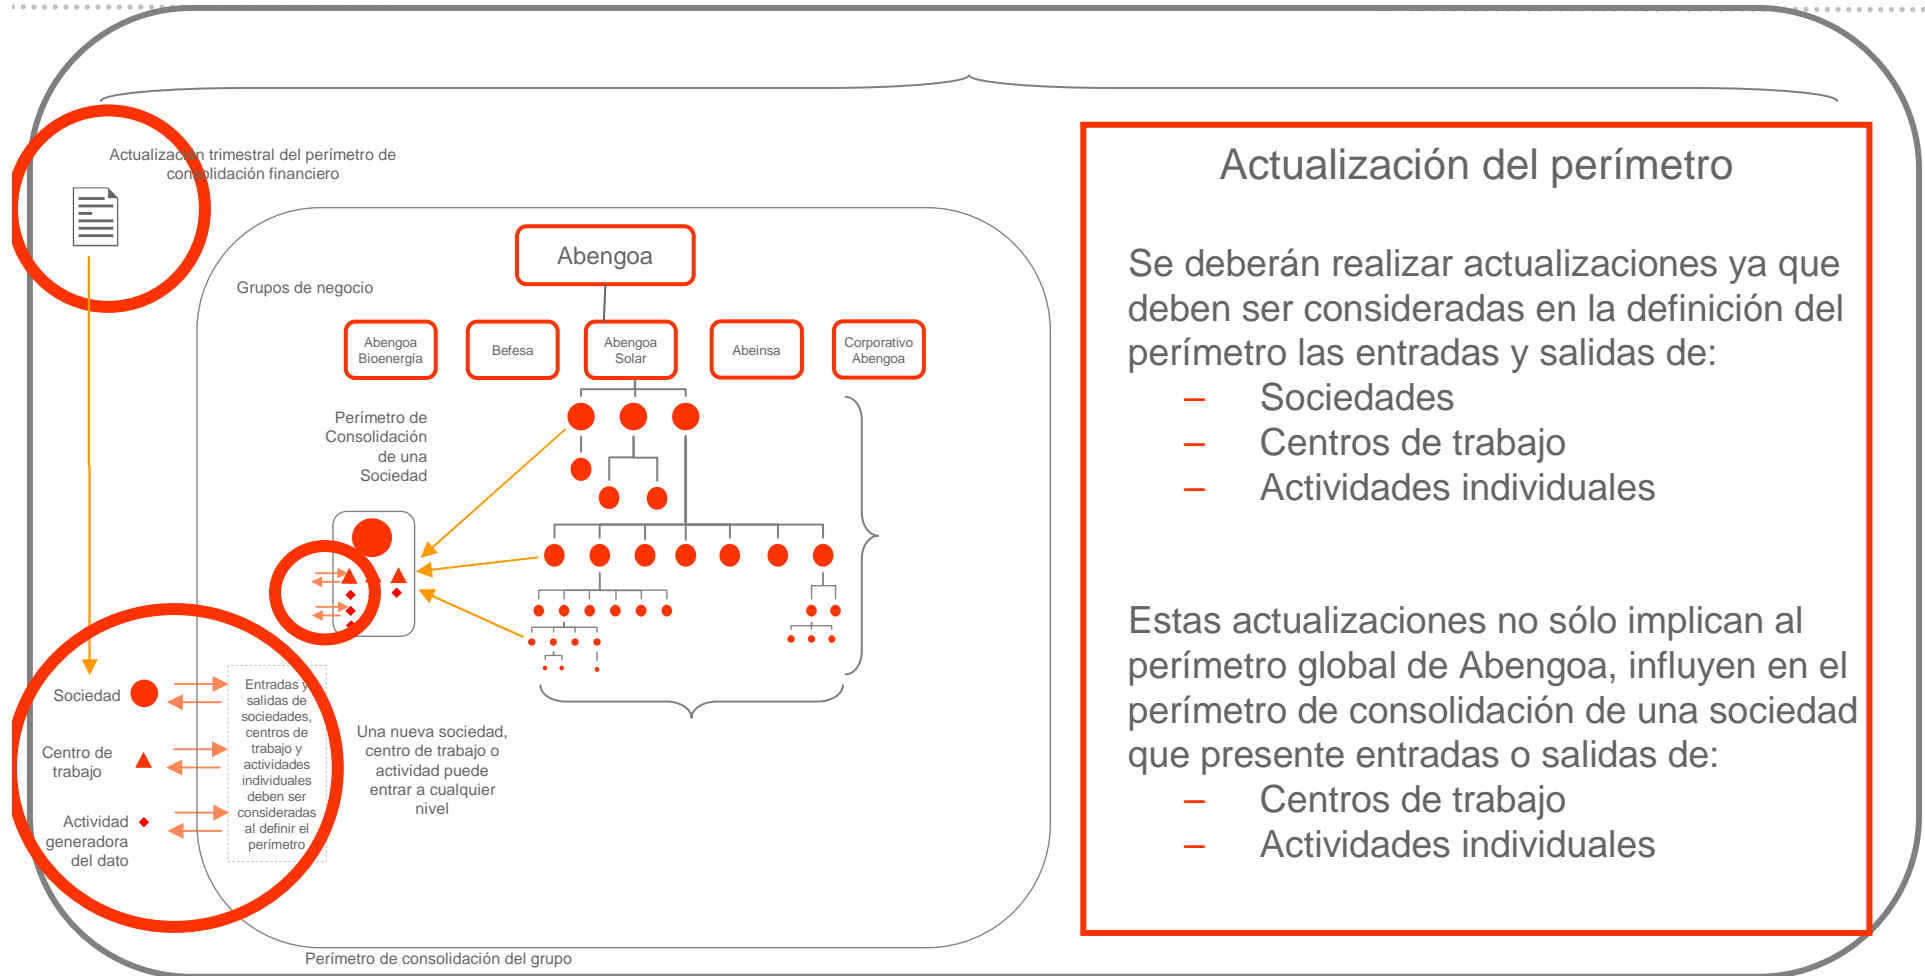 Actualización trimestral del perímetro de
consolidación financiero
Abengoa
Grupos de negocio
Abengoa
Bioenergía
Befesa
Abengoa
Solar
Abeinsa
Corporativo
Abengoa
Perímetro de
Consolidación
de una
Sociedad
Sociedad
Centro de
trabajo
Actividad
generadora
del dato
Entradas y
salidas de
sociedades,
centros de
trabajo y
actividades
individuales
deben ser
consideradas
al definir el
perímetro
Una nueva sociedad,
centro de trabajo o
actividad puede
entrar a cualquier
nivel
Perímetro de consolidación del grupo
Actualización del perímetro
Se deberán realizar actualizaciones ya que
deben ser consideradas en la definición del
perímetro las entradas y salidas de:
– Sociedades
– Centros de trabajo
– Actividades individuales
Estas actualizaciones no sólo implican al
perímetro global de Abengoa, influyen en el
perímetro de consolidación de una sociedad
que presente entradas o salidas de:
– Centros de trabajo
– Actividades individuales